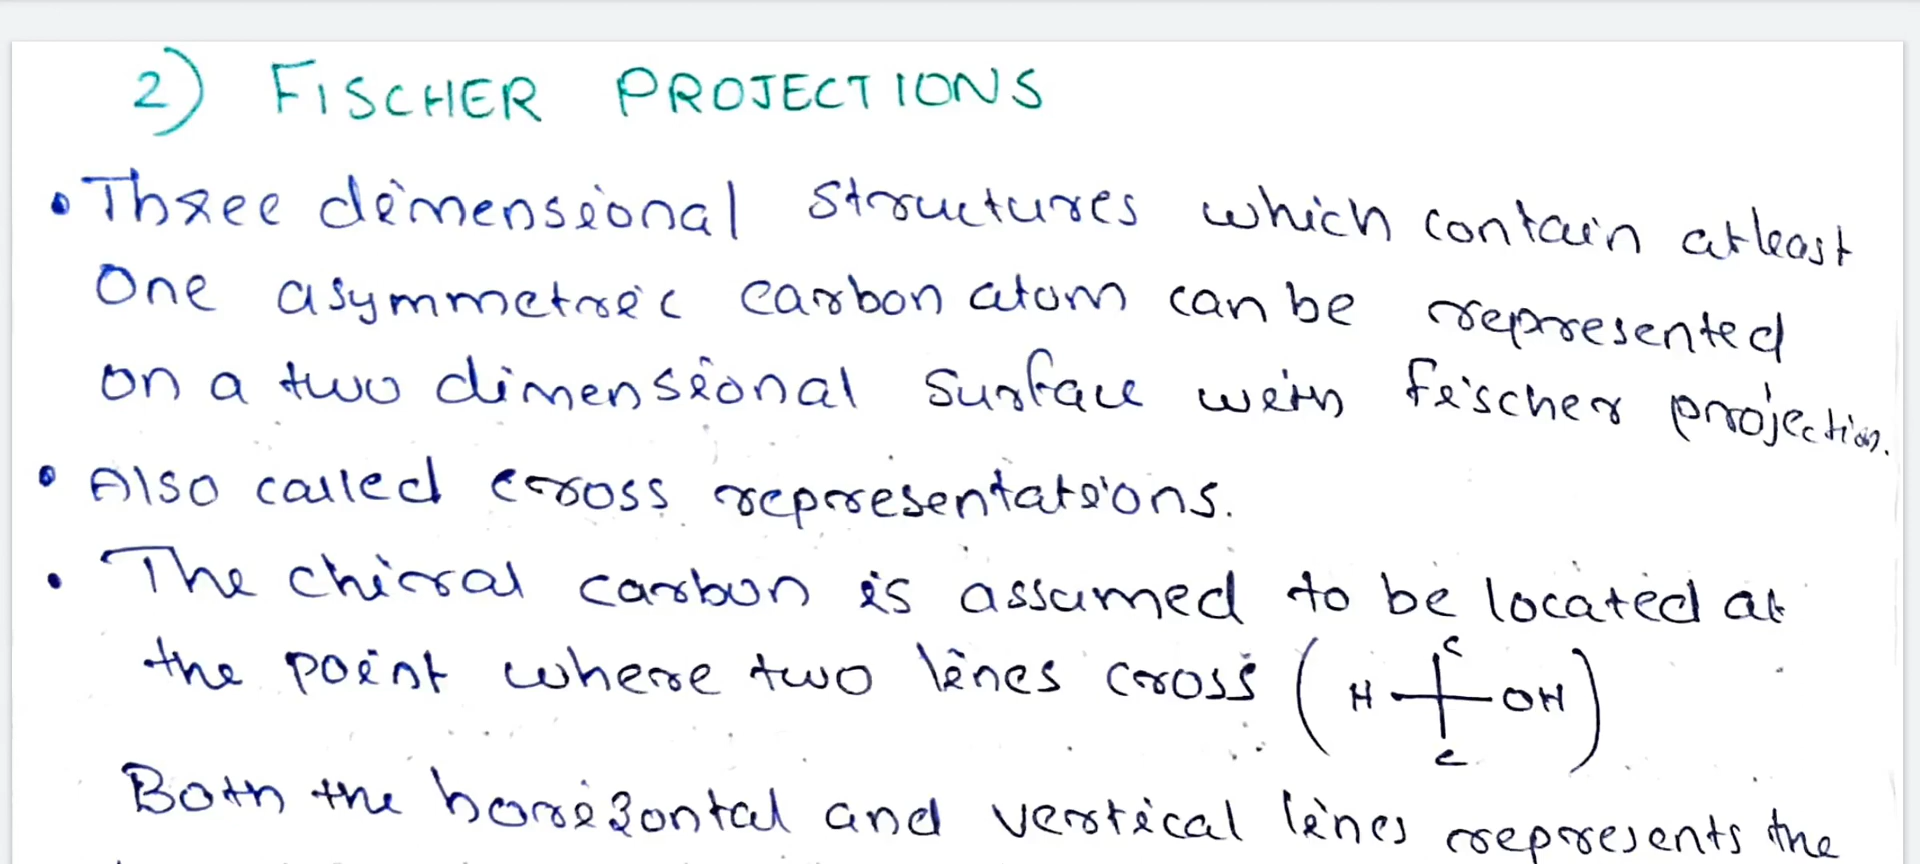 2) FISCHER PROJECTIONS
• Three dimensional structures which contain atleast
One asymmetric carbon atom can be represented
on a two dimensional surface with fischer projection.
• Also called cross representations.
• The chiral carbon is assumed to be located at
the point where two lines cross ( H C OH C )
Both the horizontal and vertical lines represents the